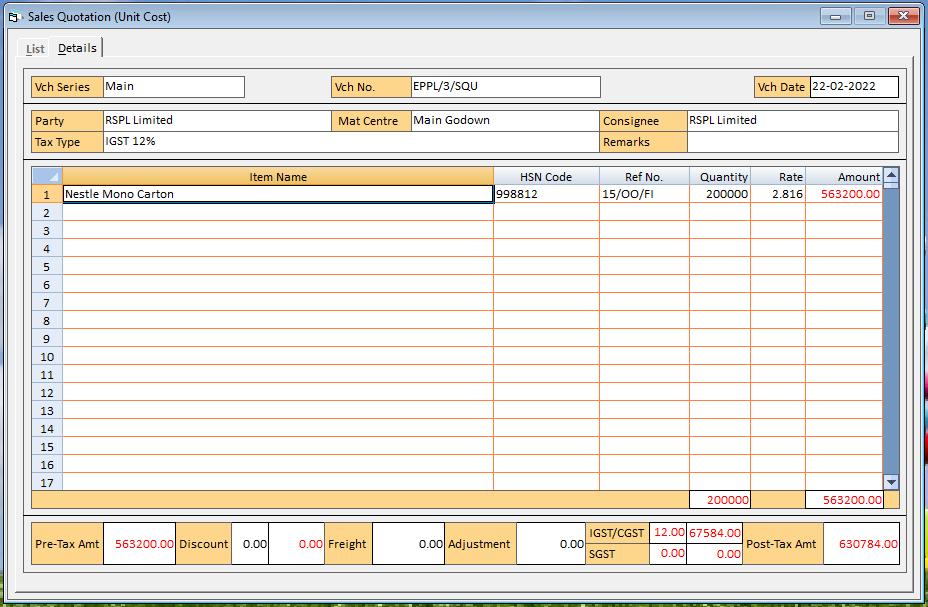 Sales Quotation (Unit Cost)
List Details
Vch Series Main Vch No. EPPL/3/SQU Vch Date 22-02-2022
Party RSPL Limited Mat Centre Main Godown Consignee RSPL Limited
Tax Type IGST 12% Remarks
Item Name HSN Code Ref No. Quantity Rate Amount
1 Nestle Mono Carton 998812 15/OO/FI 200000 2.816 563200.00
2
3
4
5
6
7
8
9
10
11
12
13
14
15
16
17
200000 563200.00
Pre-Tax Amt 563200.00 Discount 0.00 0.00 Freight 0.00 Adjustment 0.00 IGST/CGST 12.00 67584.00 Post-Tax Amt 630784.00
SGST 0.00 0.00